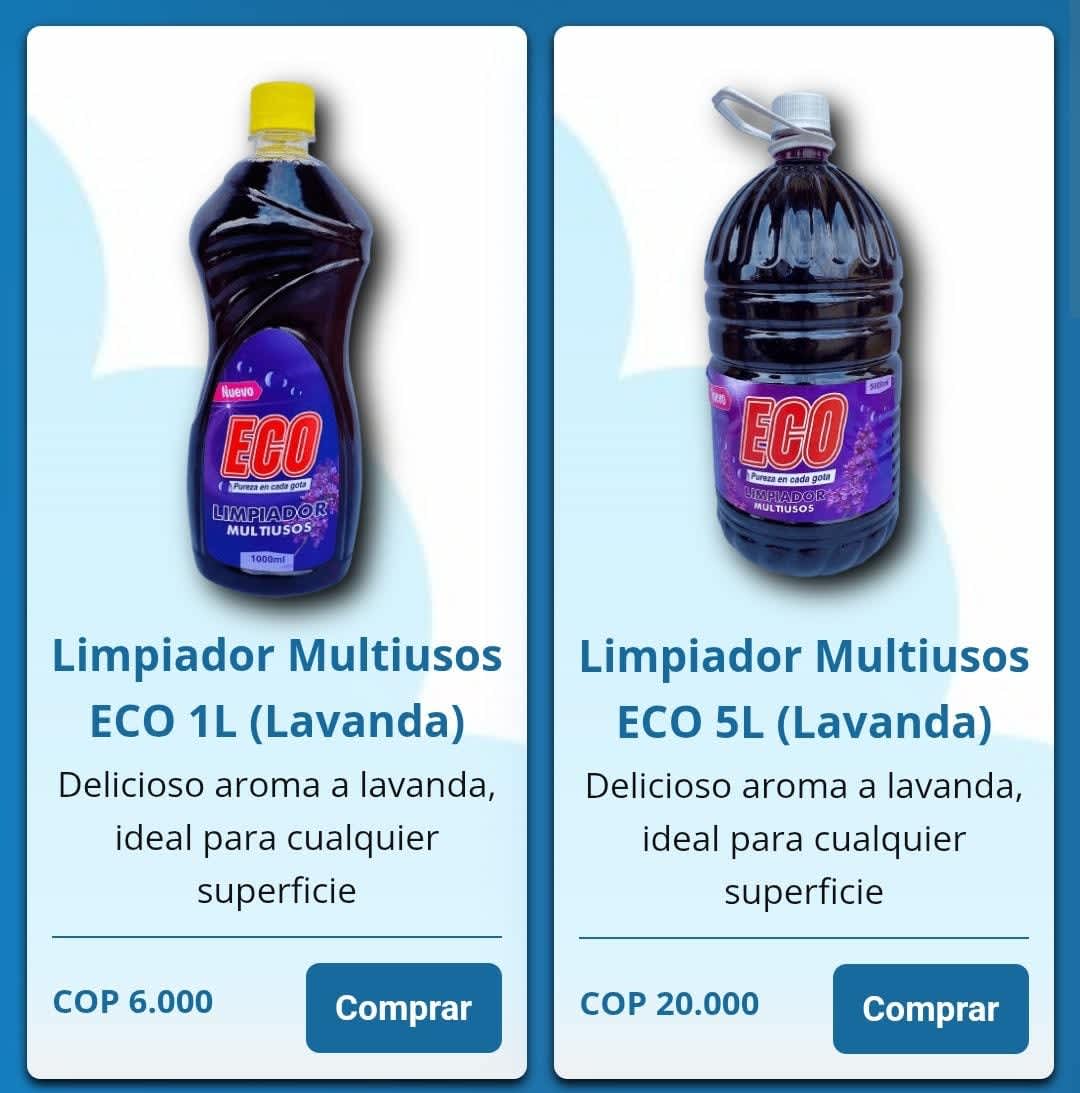 Nuevo
ECO
Pureza en cada gota
LIMPIADOR
MULTIUSOS
1000ml
Limpiador Multiusos
ECO 1L (Lavanda)
Delicioso aroma a lavanda,
ideal para cualquier
superficie
COP 6.000
Comprar
ECO
Pureza en cada gota
LIMPIADOR
MULTIUSOS
Limpiador Multiusos
ECO 5L (Lavanda)
Delicioso aroma a lavanda,
ideal para cualquier
superficie
COP 20.000
Comprar